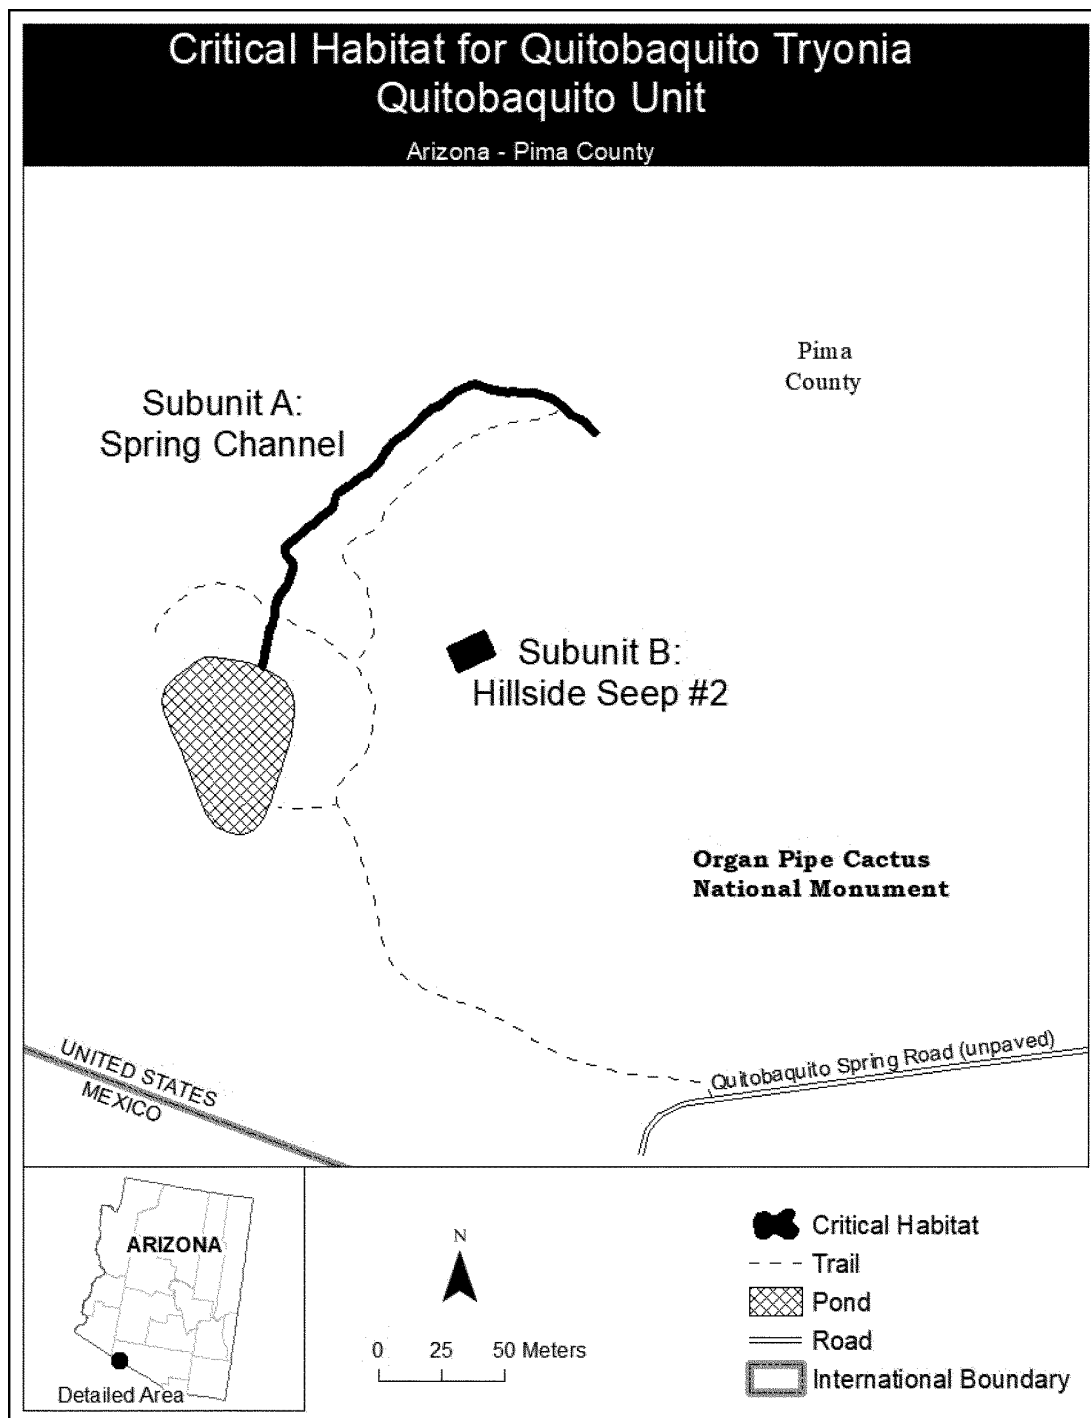 Critical Habitat for Quitobaquito Tryonia
Quitobaquito Unit
Arizona - Pima County
Pima
County
Subunit A:
Spring Channel
Subunit B:
Hillside Seep #2
Organ Pipe Cactus
National Monument
Quitobaquito Spring Road (unpaved)
UNITED STATES
MEXICO
ARIZONA
Detailed Area
N
0 25 50 Meters
Critical Habitat
Trail
Pond
Road
International Boundary